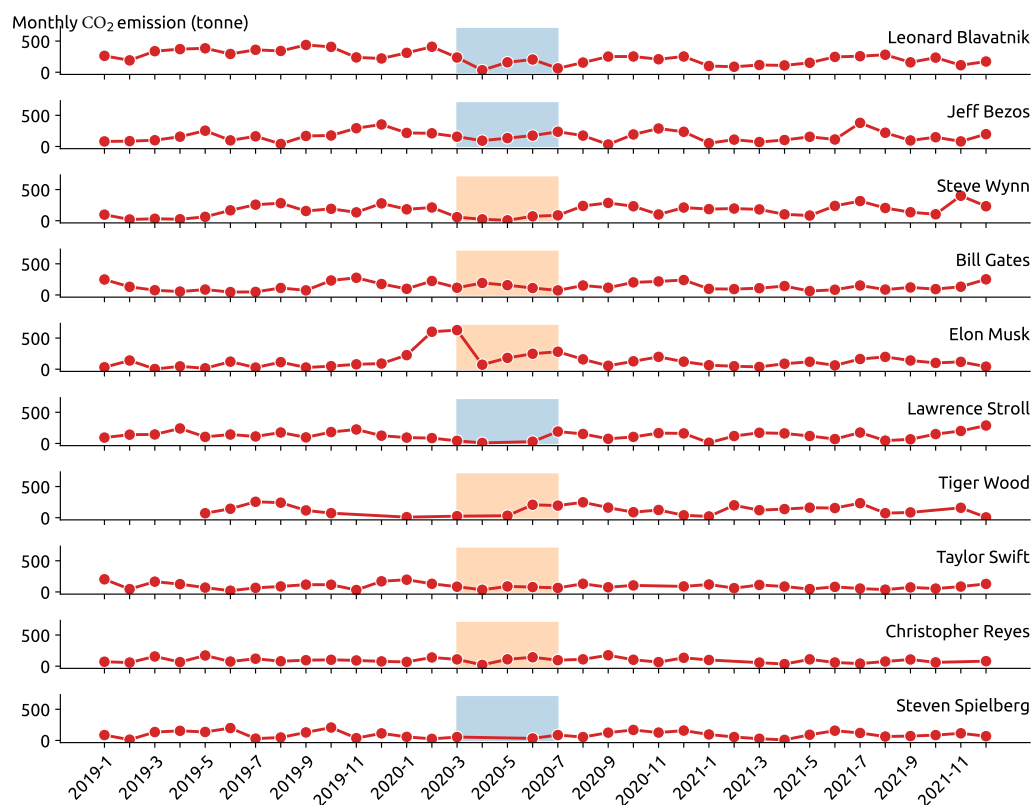 Monthly CO2 emission (tonne)
Leonard Blavatnik
500
0
Jeff Bezos
500
0
Steve Wynn
500
0
Bill Gates
500
0
Elon Musk
500
0
Lawrence Stroll
500
0
Tiger Wood
500
0
Taylor Swift
500
0
Christopher Reyes
500
0
Steven Spielberg
500
0
2019-1 2019-3 2019-5 2019-7 2019-9 2019-11 2020-1 2020-3 2020-5 2020-7 2020-9 2020-11 2021-1 2021-3 2021-5 2021-7 2021-9 2021-11